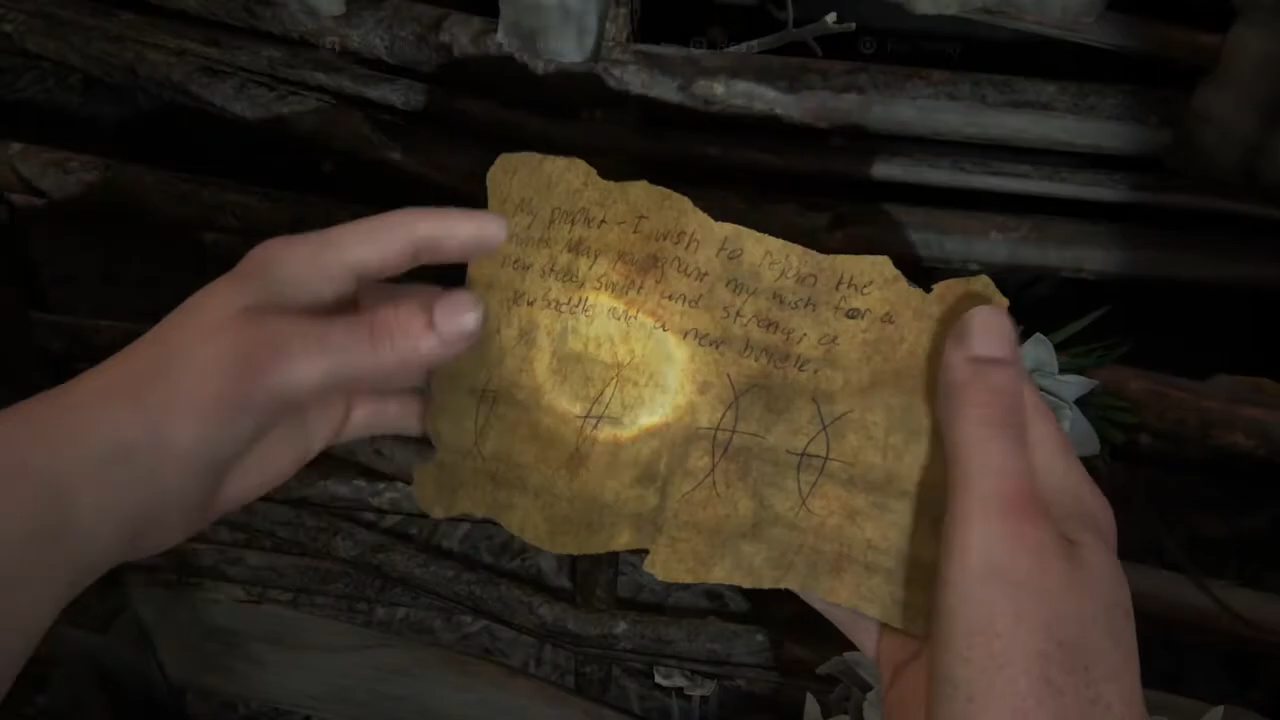 My prophet - I wish to rejoin the
hunts. May you grant my wish for a
new steed, swift and strong, a
new saddle and a new bridle.